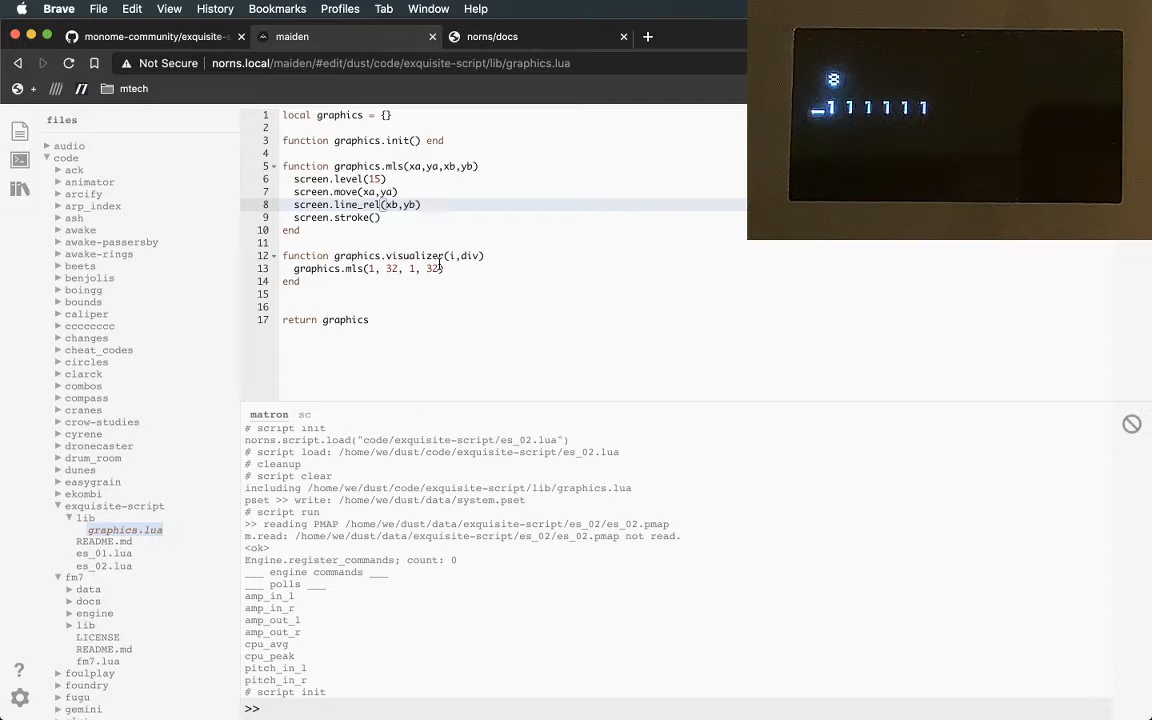 Brave File Edit View History Bookmarks Profiles Tab Window Help
monome-community/exquisite-s
maiden
norns/docs
Not Secure norns.local/maiden/#edit/dust/code/exquisite-script/lib/graphics.lua
mtech
files
audio
code
ack
animator
arcify
arp_index
ash
awake
awake-passersby
awake-rings
beets
benjolis
boingg
bounds
caliper
cccccccc
changes
cheat_codes
circles
clarck
combos
compass
cranes
crow-studies
cyrene
dronecaster
drum_room
dunes
easygrain
ekombi
exquisite-script
lib
graphics.lua
README.md
es_01.lua
es_02.lua
fm7
data
docs
engine
lib
LICENSE
README.md
fm7.lua
foulplay
foundry
fugu
gemini
1 local graphics = {}
2
3 function graphics.init() end
4
5 function graphics.mls(xa,ya,xb,yb)
6 screen.level(15)
7 screen.move(xa,ya)
8 screen.line_rel(xb,yb)
9 screen.stroke()
10 end
11
12 function graphics.visualizer(i,div)
13 graphics.mls(1, 32, 1, 32)
14 end
15
16
17 return graphics
matron sc
# script init
norns.script.load("code/exquisite-script/es_02.lua")
# script load: /home/we/dust/code/exquisite-script/es_02.lua
# cleanup
# script clear
including /home/we/dust/code/exquisite-script/lib/graphics.lua
pset >> write: /home/we/dust/data/system.pset
# script run
>> reading PMAP /home/we/dust/data/exquisite-script/es_02/es_02.pmap
m.read: /home/we/dust/data/exquisite-script/es_02/es_02.pmap not read.
<ok>
Engine.register_commands; count: 0
___ engine commands ___
___ polls ___
amp_in_l
amp_in_r
amp_out_l
amp_out_r
cpu_avg
cpu_peak
pitch_in_l
pitch_in_r
# script init
>>
8
1 1 1 1 1 1